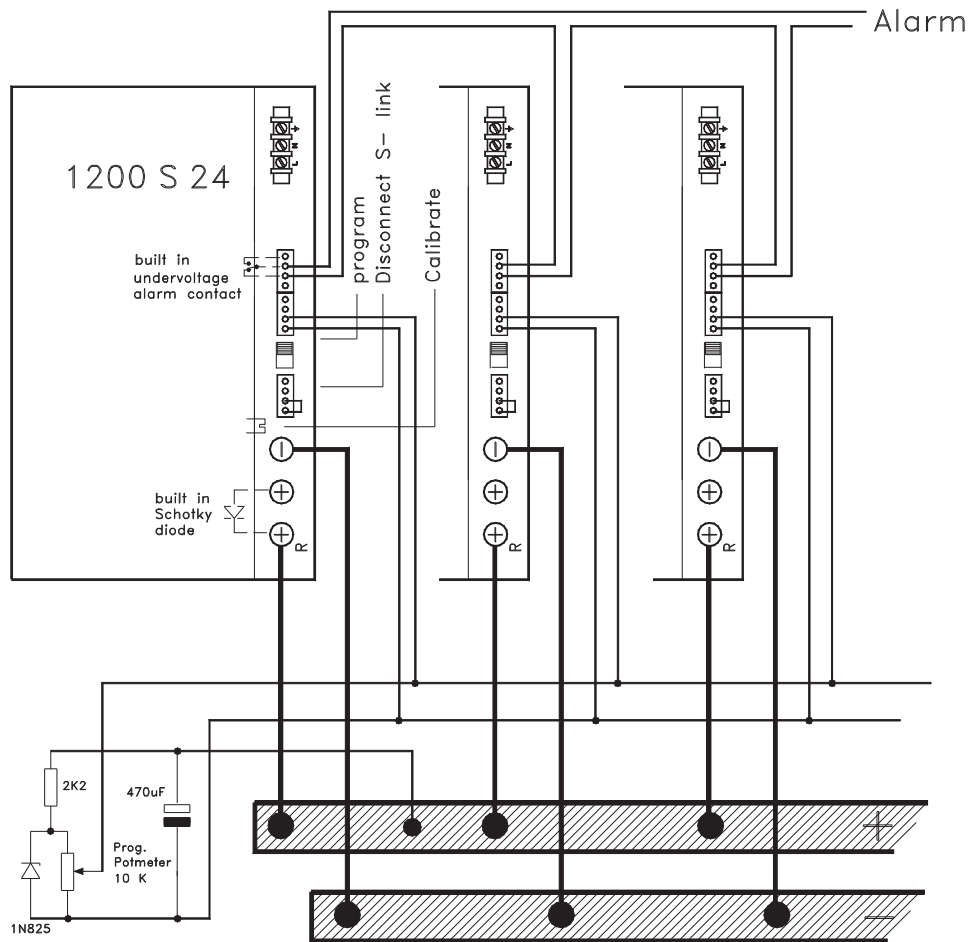 Alarm
1200 S 24
N
L
N
L
N
L
program
Disconnect S- link
Calibrate
built in
undervoltage
alarm contact
built in
Schotky
diode
R
R
R
2K2
470uF
Prog.
Potmeter
10 K
1N825
+
-